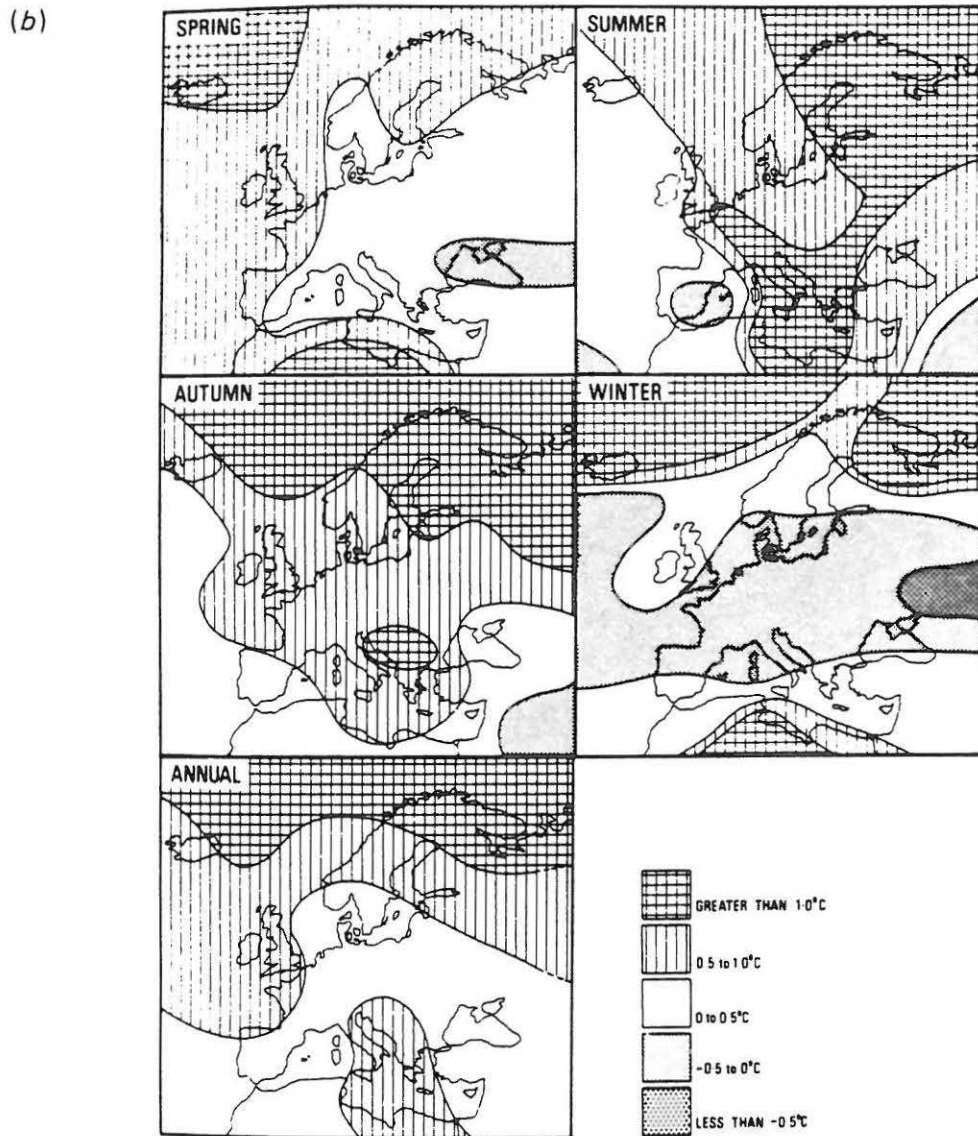 (b)
SPRING
SUMMER
AUTUMN
WINTER
ANNUAL
GREATER THAN 1·0°C
0·5 to 1·0°C
0 to 0·5°C
-0·5 to 0°C
LESS THAN -0·5°C